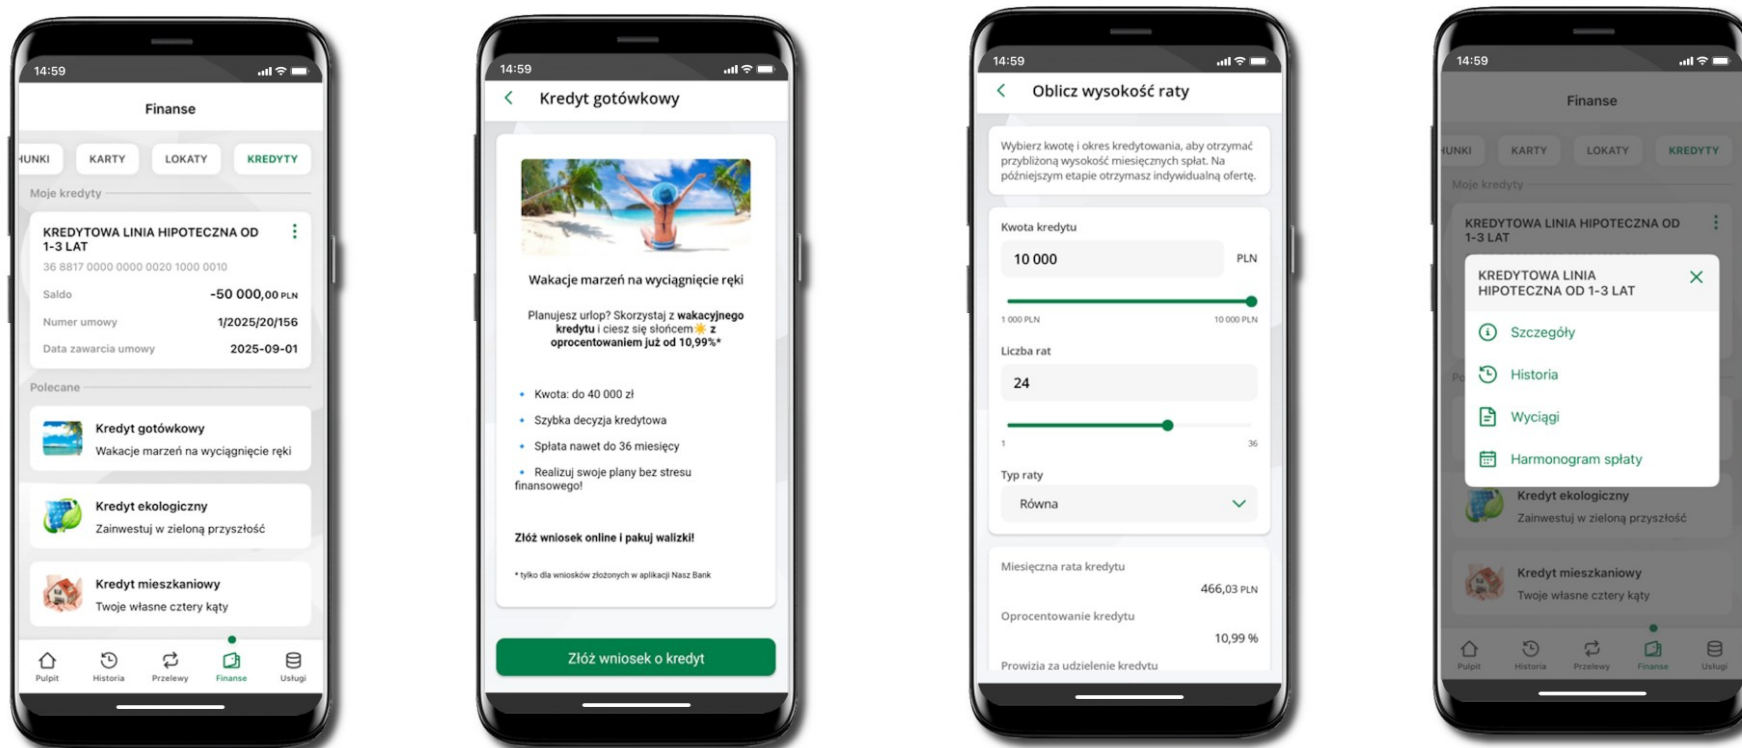 14:59
Finanse
HUNKI KARTY LOKATY KREDYTY
Moje kredyty
KREDYTOWA LINIA HIPOTECZNA OD
1-3 LAT
36 8817 0000 0000 0020 1000 0010
Saldo -50 000,00 PLN
Numer umowy 1/2025/20/156
Data zawarcia umowy 2025-09-01
Polecane
Kredyt gotówkowy
Wakacje marzeń na wyciągnięcie ręki
Kredyt ekologiczny
Zainwestuj w zieloną przyszłość
Kredyt mieszkaniowy
Twoje własne cztery kąty
Pulpit Historia Przelewy Finanse Usługi
14:59
Kredyt gotówkowy
Wakacje marzeń na wyciągnięcie ręki
Planujesz urlop? Skorzystaj z wakacyjnego
kredytu i ciesz się słońcem☀️ z
oprocentowaniem już od 10,99%*
Kwota: do 40 000 zł
Szybka decyzja kredytowa
Spłata nawet do 36 miesięcy
Realizuj swoje plany bez stresu
finansowego!
Złóż wniosek online i pakuj walizki!
* tylko dla wniosków złożonych w aplikacji Nasz Bank
Złóż wniosek o kredyt
14:59
Oblicz wysokość raty
Wybierz kwotę i okres kredytowania, aby otrzymać
przybliżoną wysokość miesięcznych spłat. Na
późniejszym etapie otrzymasz indywidualną ofertę.
Kwota kredytu
10 000 PLN
1 000 PLN 10 000 PLN
Liczba rat
24
1 36
Typ raty
Równa
Miesięczna rata kredytu
466,03 PLN
Oprocentowanie kredytu
10,99 %
Prowizja za udzielenie kredytu
14:59
Finanse
HUNKI KARTY LOKATY KREDYTY
Moje kredyty
KREDYTOWA LINIA HIPOTECZNA OD
1-3 LAT
KREDYTOWA LINIA
HIPOTECZNA OD 1-3 LAT
Szczegóły
Historia
Po
Wyciągi
Harmonogram spłaty
Kredyt ekologiczny
Zainwestuj w zieloną przyszłość
Kredyt mieszkaniowy
Twoje własne cztery kąty
Pulpit Historia Przelewy Finanse Usługi